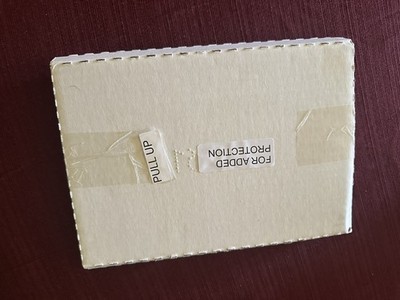 PULL UP
FOR ADDED
PROTECTION